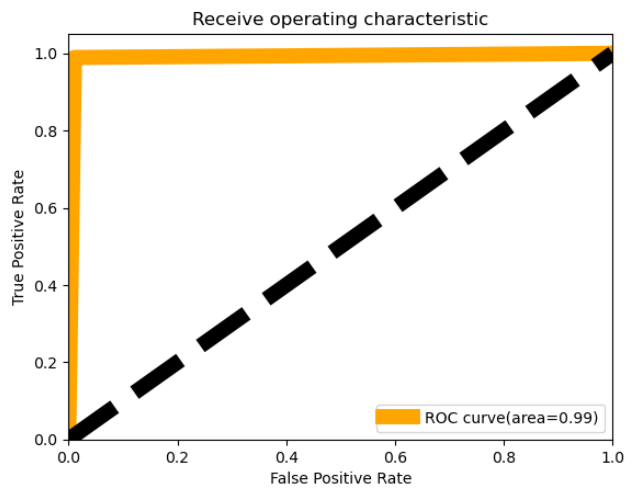 Receive operating characteristic
True Positive Rate
1.0
0.8
0.6
0.4
0.2
0.0
ROC curve(area=0.99)
0.0 0.2 0.4 0.6 0.8 1.0
False Positive Rate